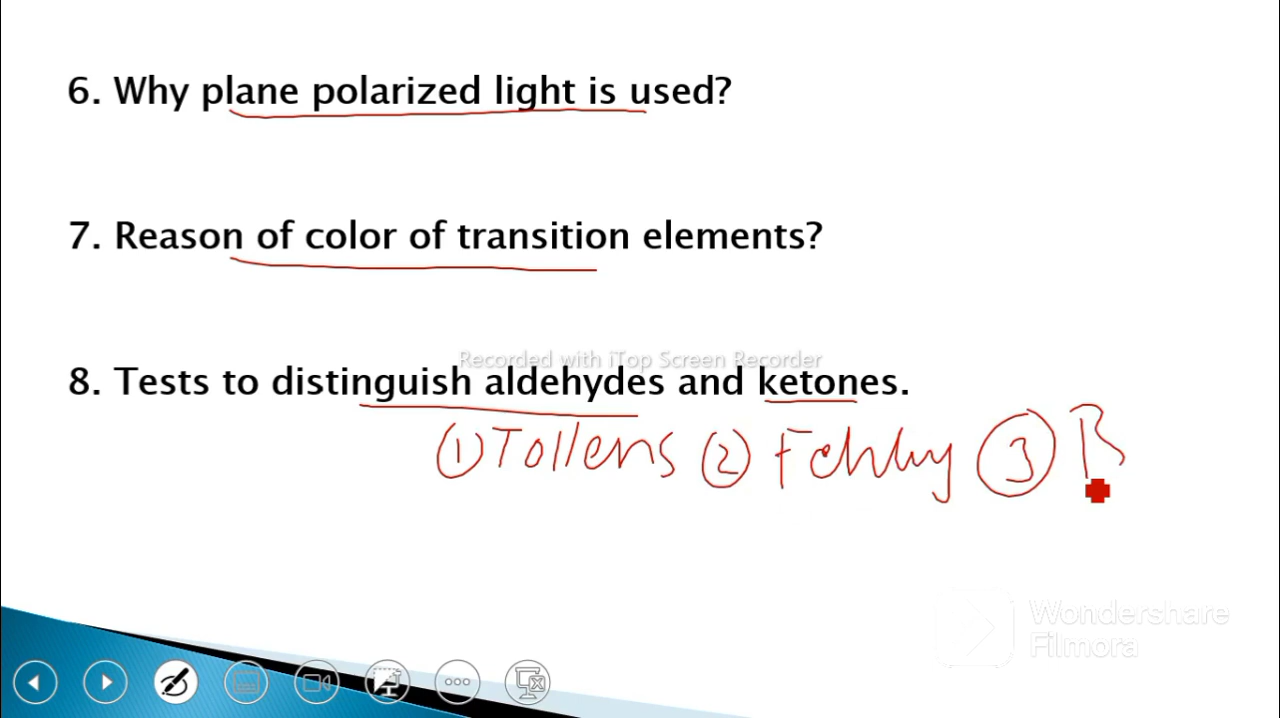 6. Why plane polarized light is used?
7. Reason of color of transition elements?
Recorded with iTop Screen Recorder
8. Tests to distinguish aldehydes and ketones.
① Tollens ② Fehling ③ B
Wondershare
Filmora